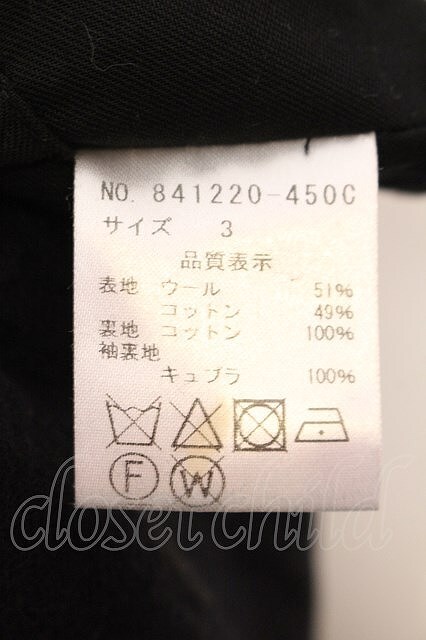 NO. 841220-450C
サイズ 3
品質表示
表地 ウール 51%
コットン 49%
裏地 コットン 100%
袖裏地
キュプラ 100%
F W
closet child